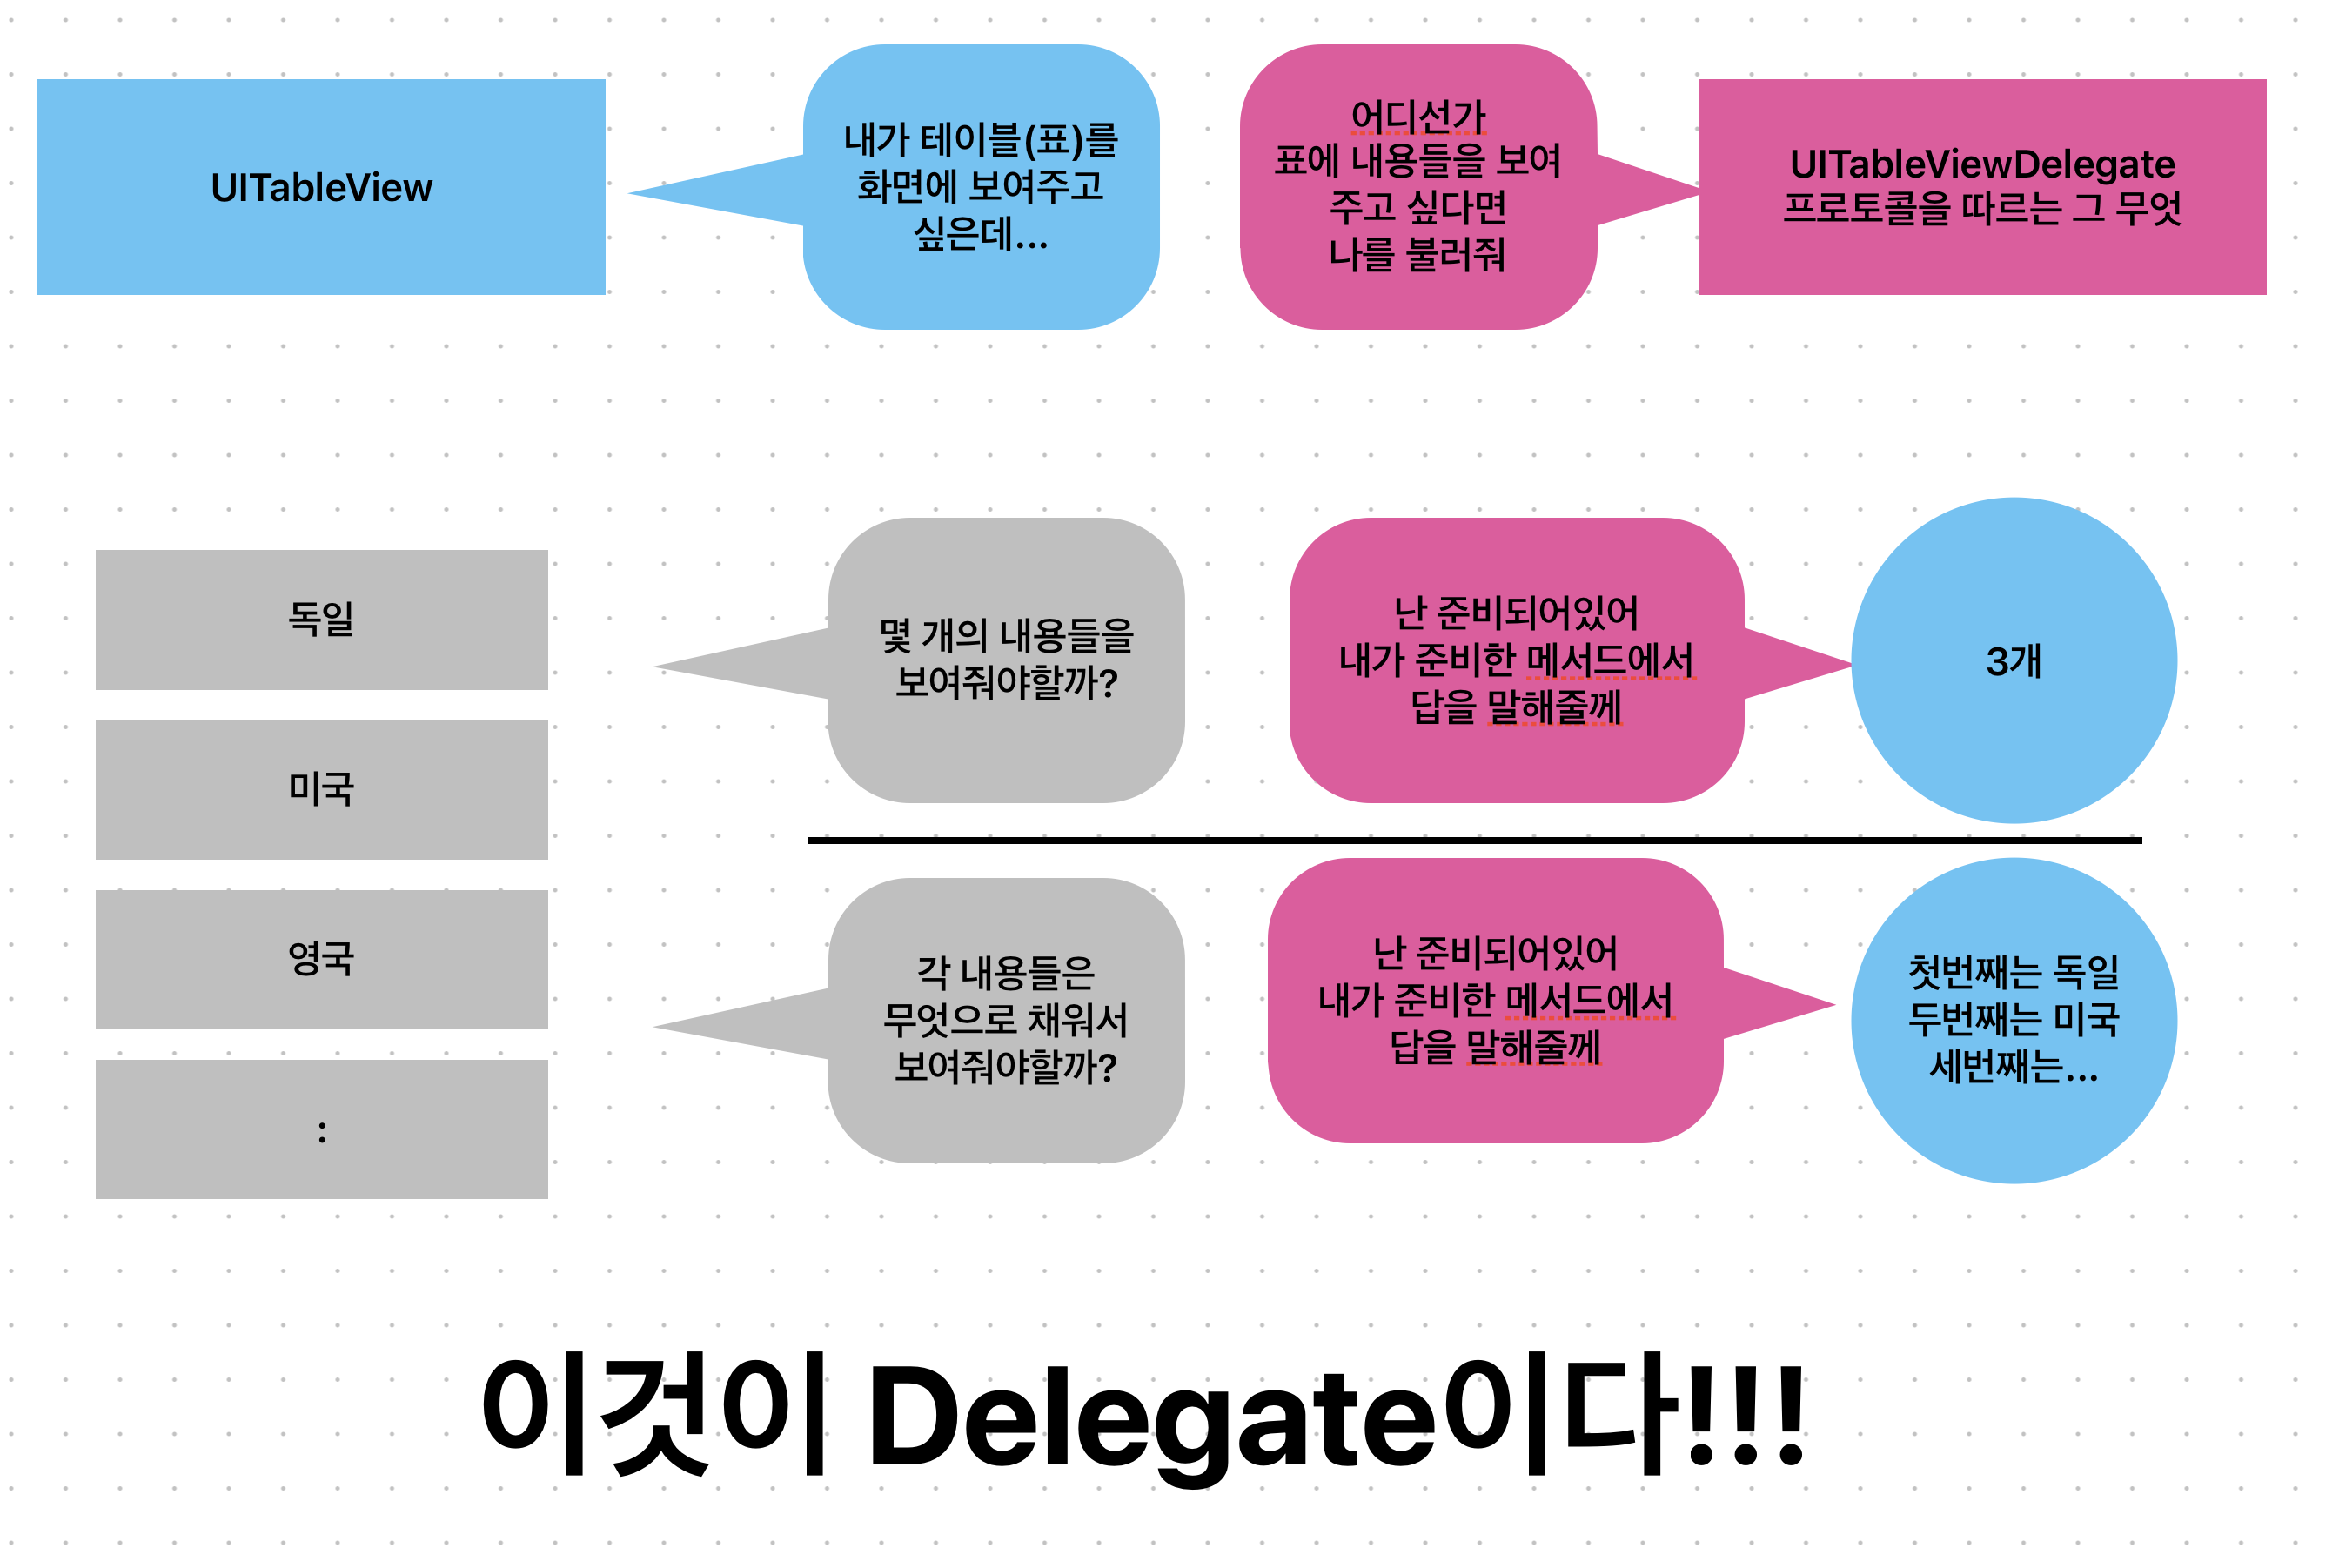 UITableView
내가 테이블(표)를
화면에 보여주고
싶은데...
어디선가
표에 내용들을 보여
주고 싶다면
나를 불러줘
UITableViewDelegate
프로토콜을 따르는 그 무엇
독일
미국
영국
:
몇 개의 내용들을
보여줘야할까?
난 준비되어있어
내가 준비한 메서드에서
답을 말해줄께
3개
각 내용들은
무엇으로 채워서
보여줘야할까?
난 준비되어있어
내가 준비한 메서드에서
답을 말해줄께
첫번째는 독일
두번째는 미국
세번째는...
이것이 Delegate이다!!!